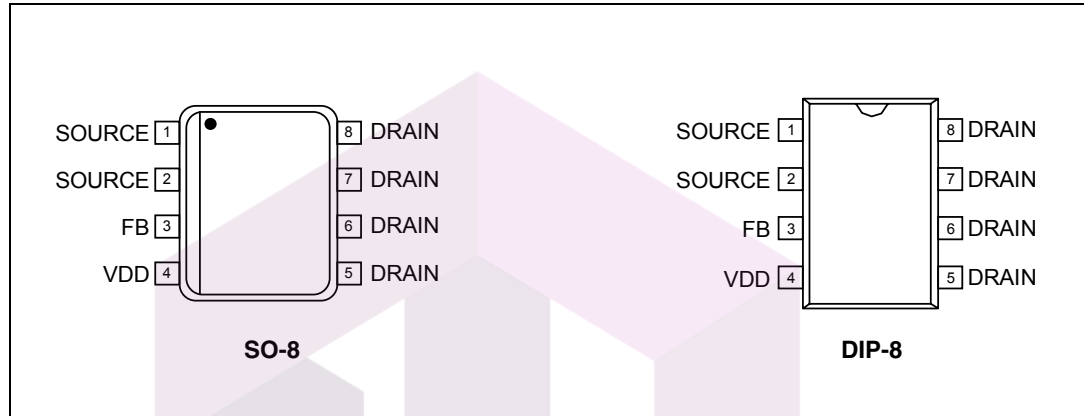 SOURCE 1 8 DRAIN
SOURCE 2 7 DRAIN
FB 3 6 DRAIN
VDD 4 5 DRAIN
SO-8
SOURCE 1 8 DRAIN
SOURCE 2 7 DRAIN
FB 3 6 DRAIN
VDD 4 5 DRAIN
DIP-8